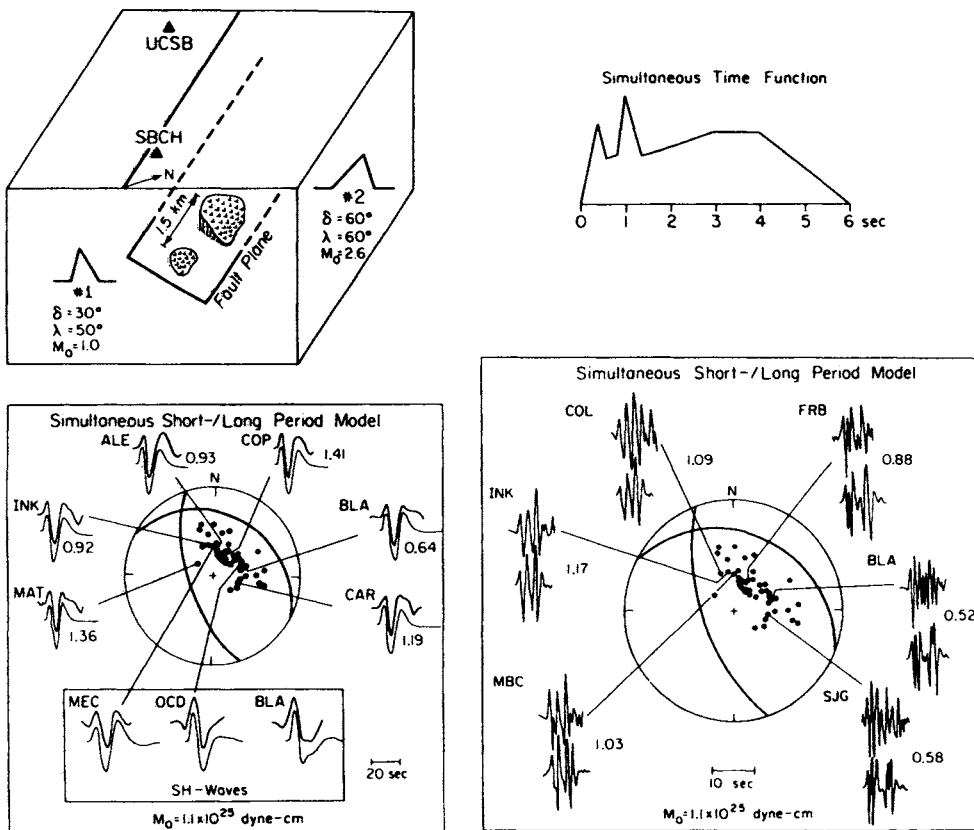 UCSB
SBCH
N
1.5 km
Fault Plane
#1
δ = 30°
λ = 50°
M₀ = 1.0
#2
δ = 60°
λ = 60°
M₀ = 2.6
Simultaneous Time Function
0 1 2 3 4 5 6 sec
Simultaneous Short-/Long Period Model
ALE
COP
0.93
1.41
N
INK
BLA
0.92
0.64
MAT
CAR
1.36
1.19
MEC OCD BLA
SH-Waves
20 sec
M₀=1.1×10²⁵ dyne-cm
Simultaneous Short-/Long Period Model
COL
FRB
1.09
0.88
INK
N
BLA
1.17
0.52
MBC
SJG
1.03
0.58
10 sec
M₀=1.1×10²⁵ dyne-cm